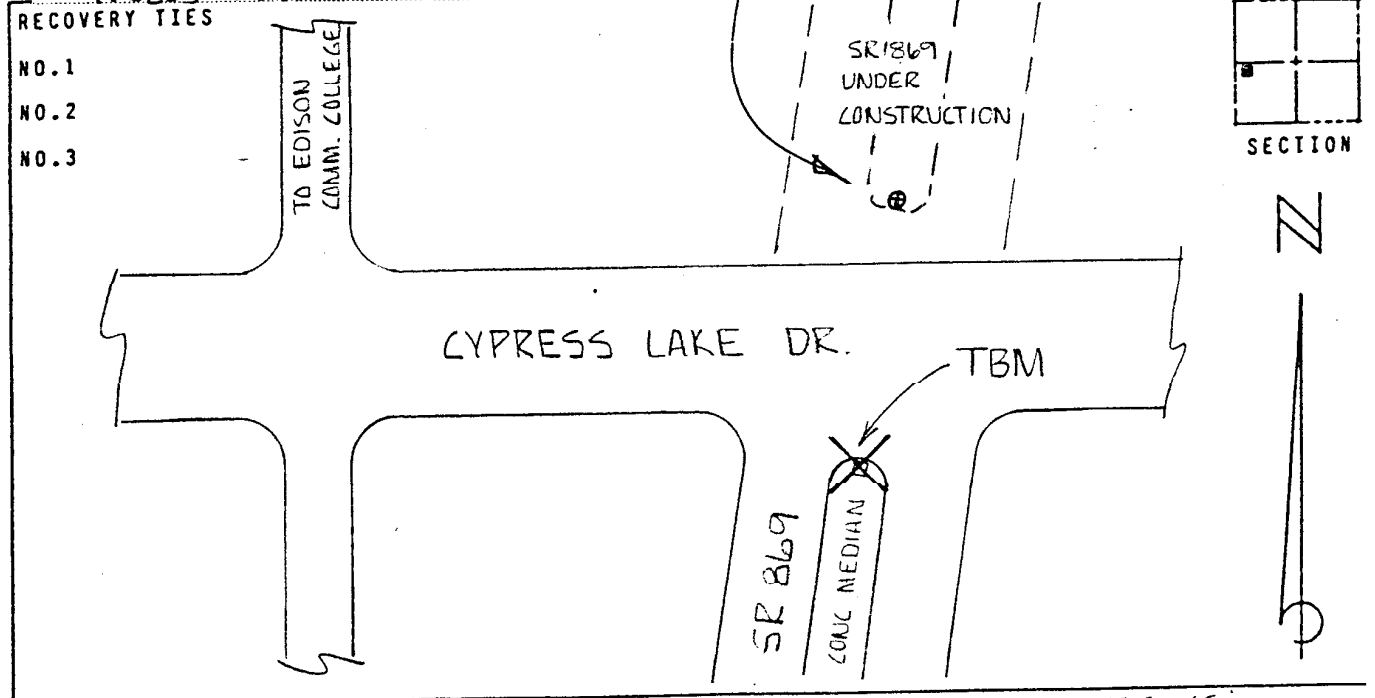 RECOVERY TIES
NO.1
NO.2
NO.3
TO EDISON
COMM. COLLEGE
SR1869
UNDER
CONSTRUCTION
SECTION
N
CYPRESS LAKE DR.
TBM
SR 869
CONC MEDIAN